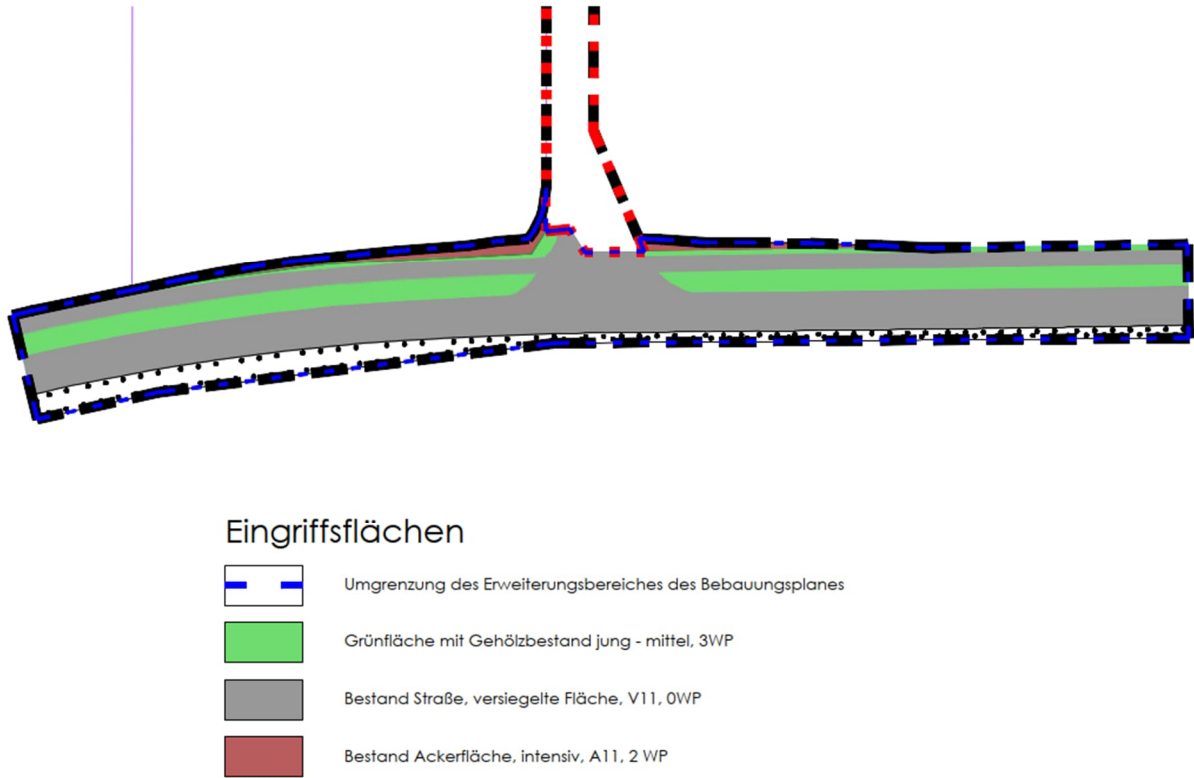 Eingriffsflächen
Umgrenzung des Erweiterungsbereiches des Bebauungsplanes
Grünfläche mit Gehölzbestand jung - mittel, 3WP
Bestand Straße, versiegelte Fläche, V11, 0WP
Bestand Ackerfläche, intensiv, A11, 2 WP